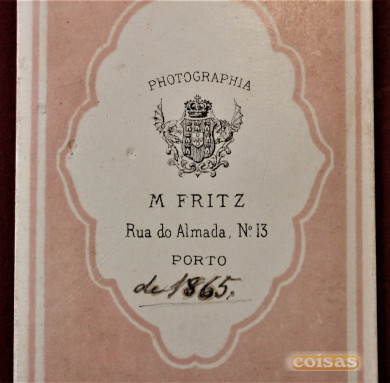 PHOTOGRAPHIA
M FRITZ
Rua do Almada, Nº 13
PORTO
de 1865.
coisas